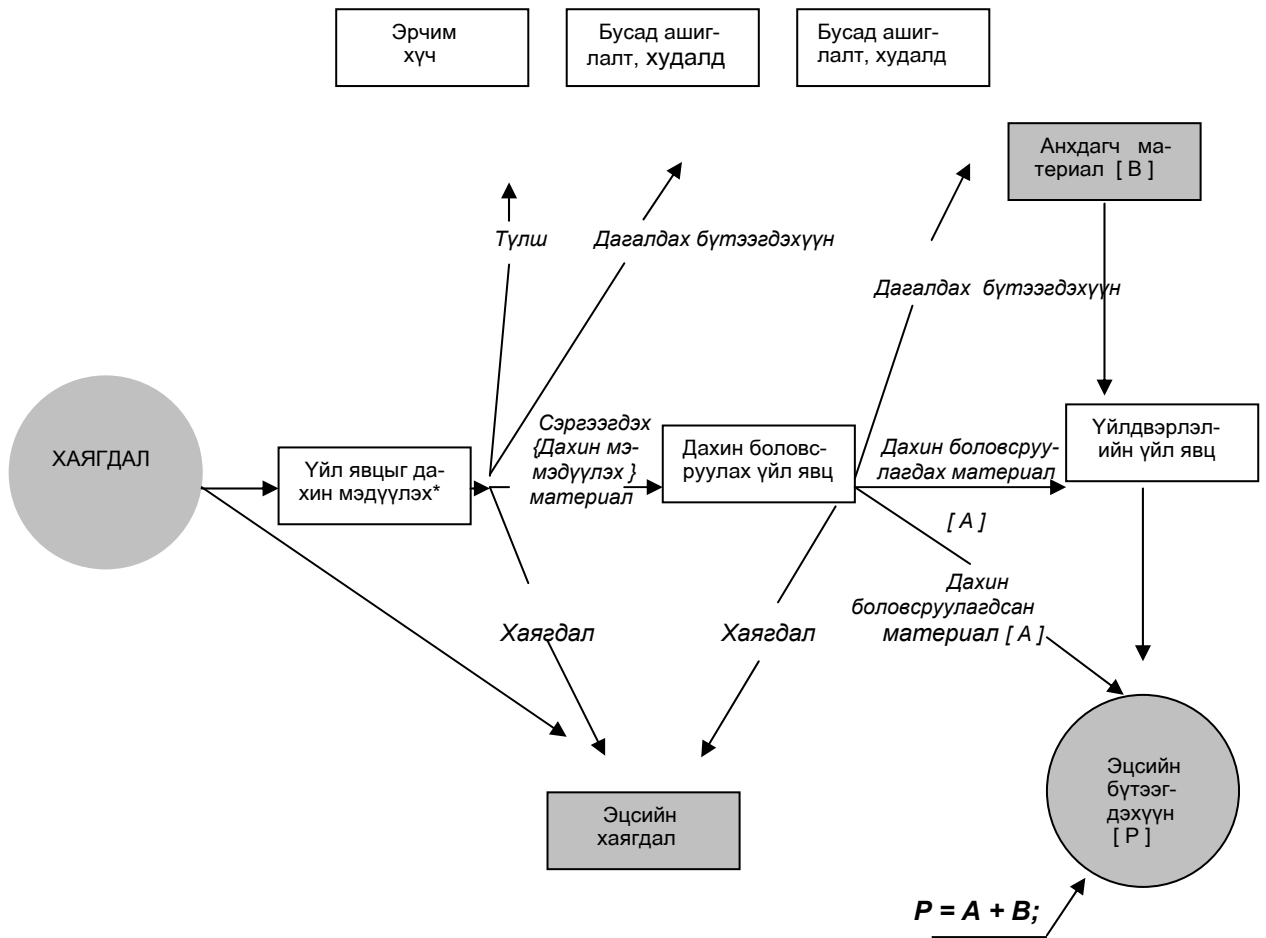 Эрчим
хүч
Бусад ашиг-
лалт, худалд
Бусад ашиг-
лалт, худалд
Анхдагч ма-
териал [ В ]
Түлш
Дагалдах бүтээгдэхүүн
Дагалдах бүтээгдэхүүн
ХАЯГДАЛ
Үйл явцыг да-
хин мэдүүлэх*
Сэргээгдэх
{Дахин мэ-
мэдүүлэх }
материал
Дахин боловс-
руулах үйл явц
Дахин боловсруу-
лагдах материал
[ А ]
Үйлдвэрлэл-
ийн үйл явц
Дахин
боловсруулагдсан
материал [ А ]
Хаягдал
Хаягдал
Эцсийн
хаягдал
Эцсийн
бүтээг-
дэхүүн
[ Р ]
P = A + B;